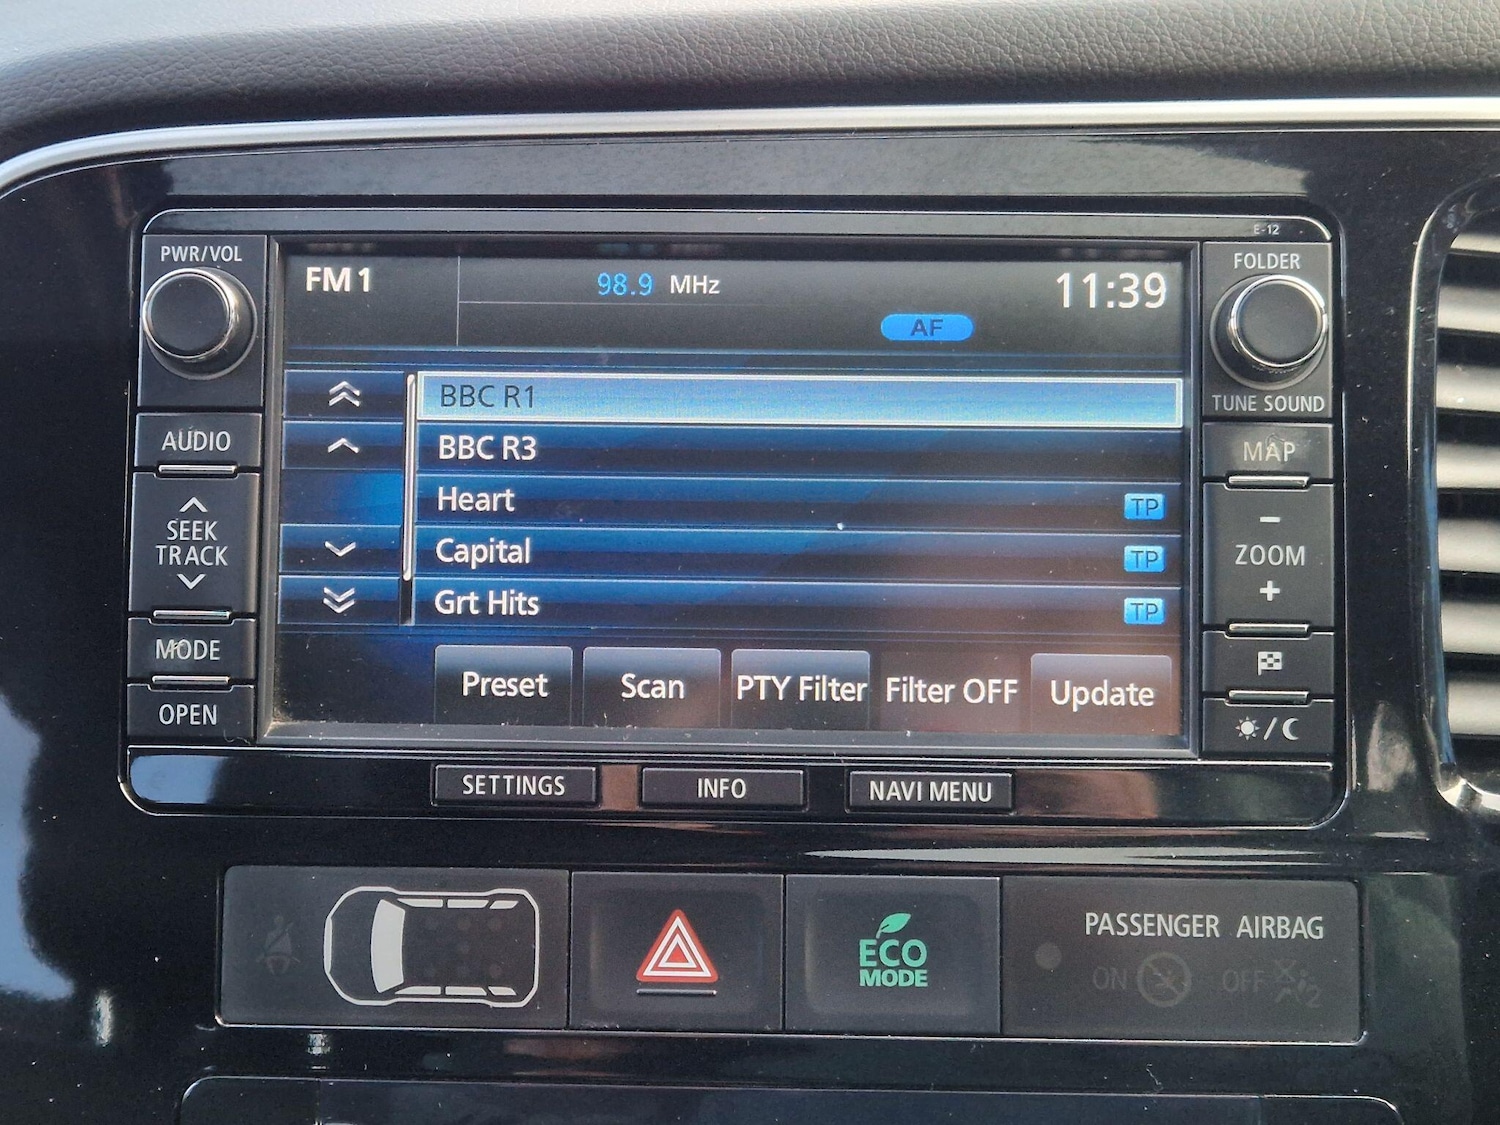 E-12
PWR/VOL
FM1
98.9 MHz
11:39
AF
FOLDER
TUNE SOUND
AUDIO
SEEK
TRACK
MODE
OPEN
BBC R1
BBC R3
Heart TP
Capital TP
Grt Hits TP
Preset Scan PTY Filter Filter OFF Update
MAP
-
ZOOM
+
SETTINGS INFO NAVI MENU
ECO
MODE
PASSENGER AIRBAG
ON OFF 2